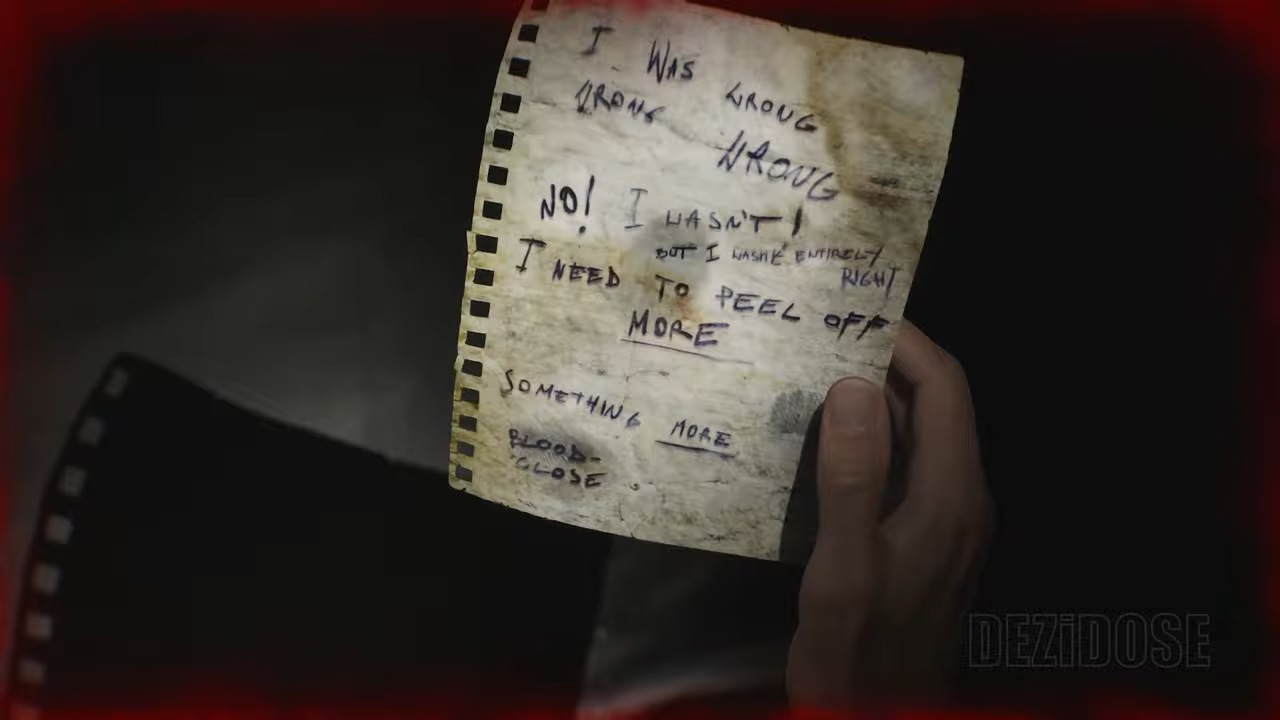 I WAS WRONG
WRONG WRONG
NO! I WASN'T!
BUT I WASN'T ENTIRELY
RIGHT
I NEED TO PEEL OFF
MORE
SOMETHING MORE
BLOOD-
CLOSE
DEZiDOSE